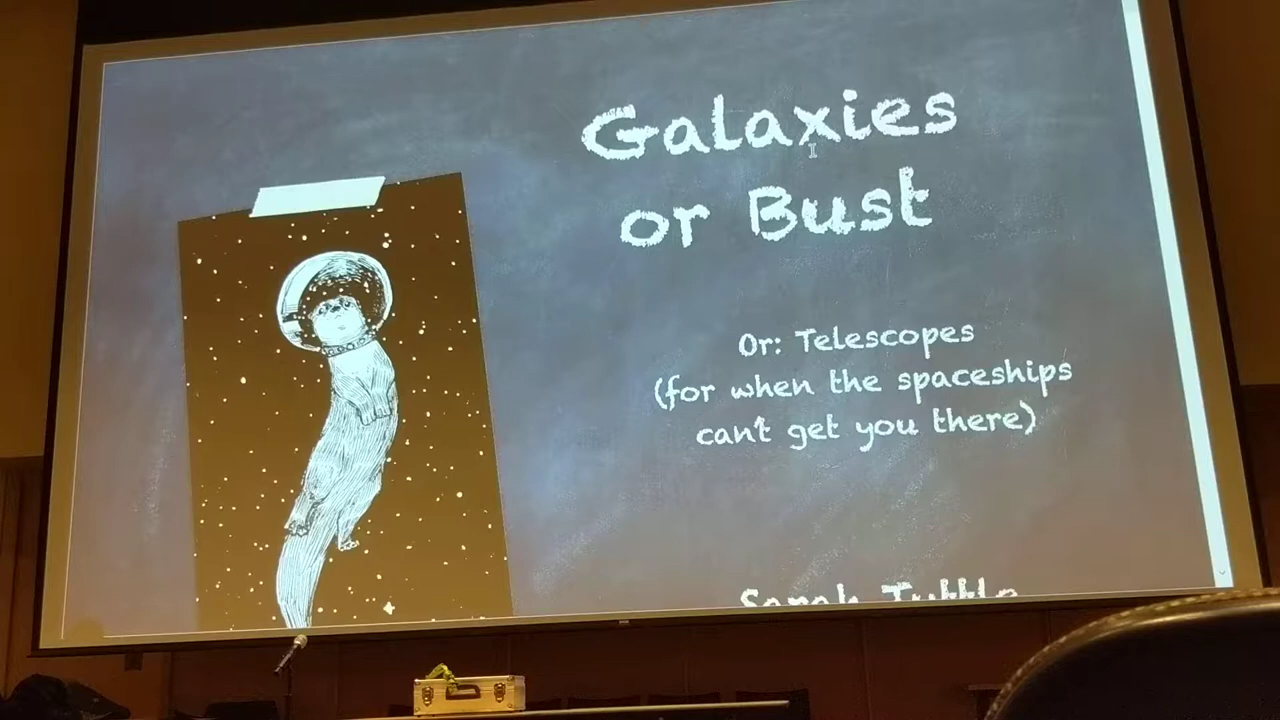 Galaxies
or Bust
Or: Telescopes
(for when the spaceships
can't get you there)
Sarah Tuttle